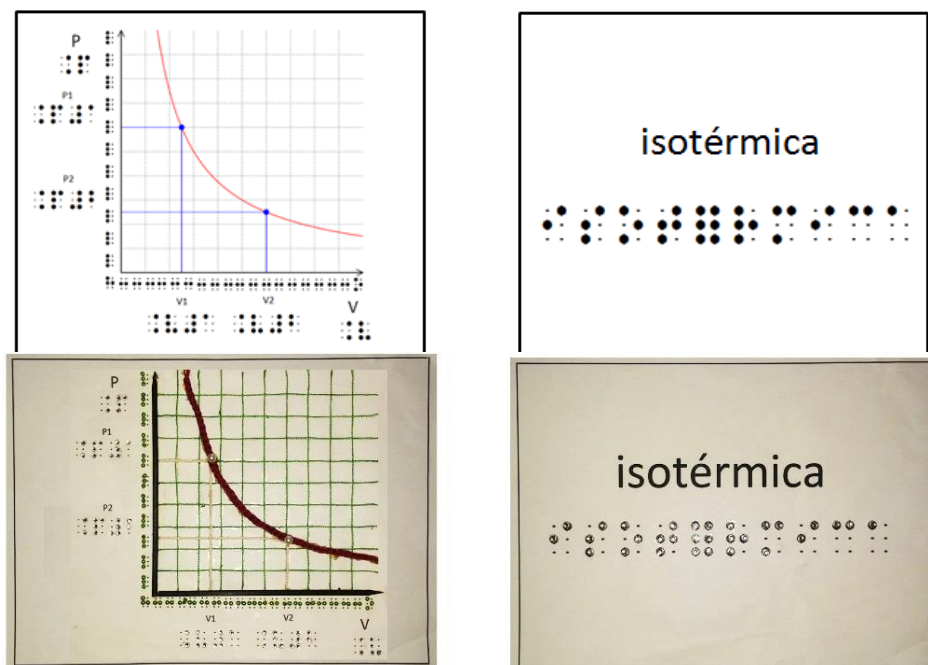 P
⠨⠏
P1
⠨⠏⠼⠁
P2
⠨⠏⠼⠃
V1 V2 V
⠨⠧⠼⠁ ⠨⠧⠼⠃ ⠨⠧
isotérmica
⠊⠎⠕⠞⠿⠗⠍⠊⠉⠁
P
P1
P2
V1 V2 V
isotérmica
⠊⠎⠕⠞⠿⠗⠍⠊⠉⠁